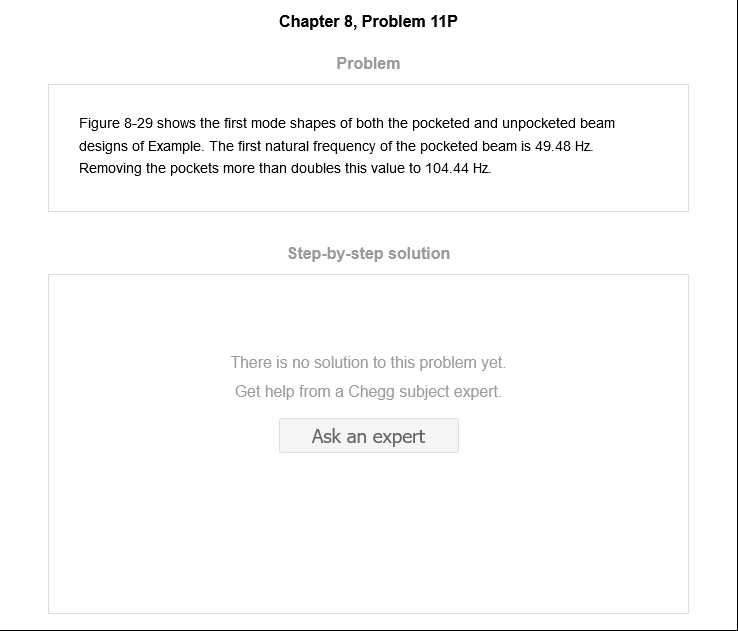 Chapter 8, Problem 11P
Problem
Figure 8-29 shows the first mode shapes of both the pocketed and unpocketed beam
designs of Example. The first natural frequency of the pocketed beam is 49.48 Hz.
Removing the pockets more than doubles this value to 104.44 Hz.
Step-by-step solution
There is no solution to this problem yet.
Get help from a Chegg subject expert.
Ask an expert